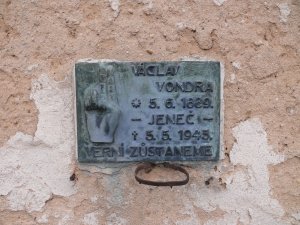 VÁCLAV
VONDRA
* 5.6.1889.
– JENEČ –
† 5.5.1945.
VĚRNI ZŮSTANEME